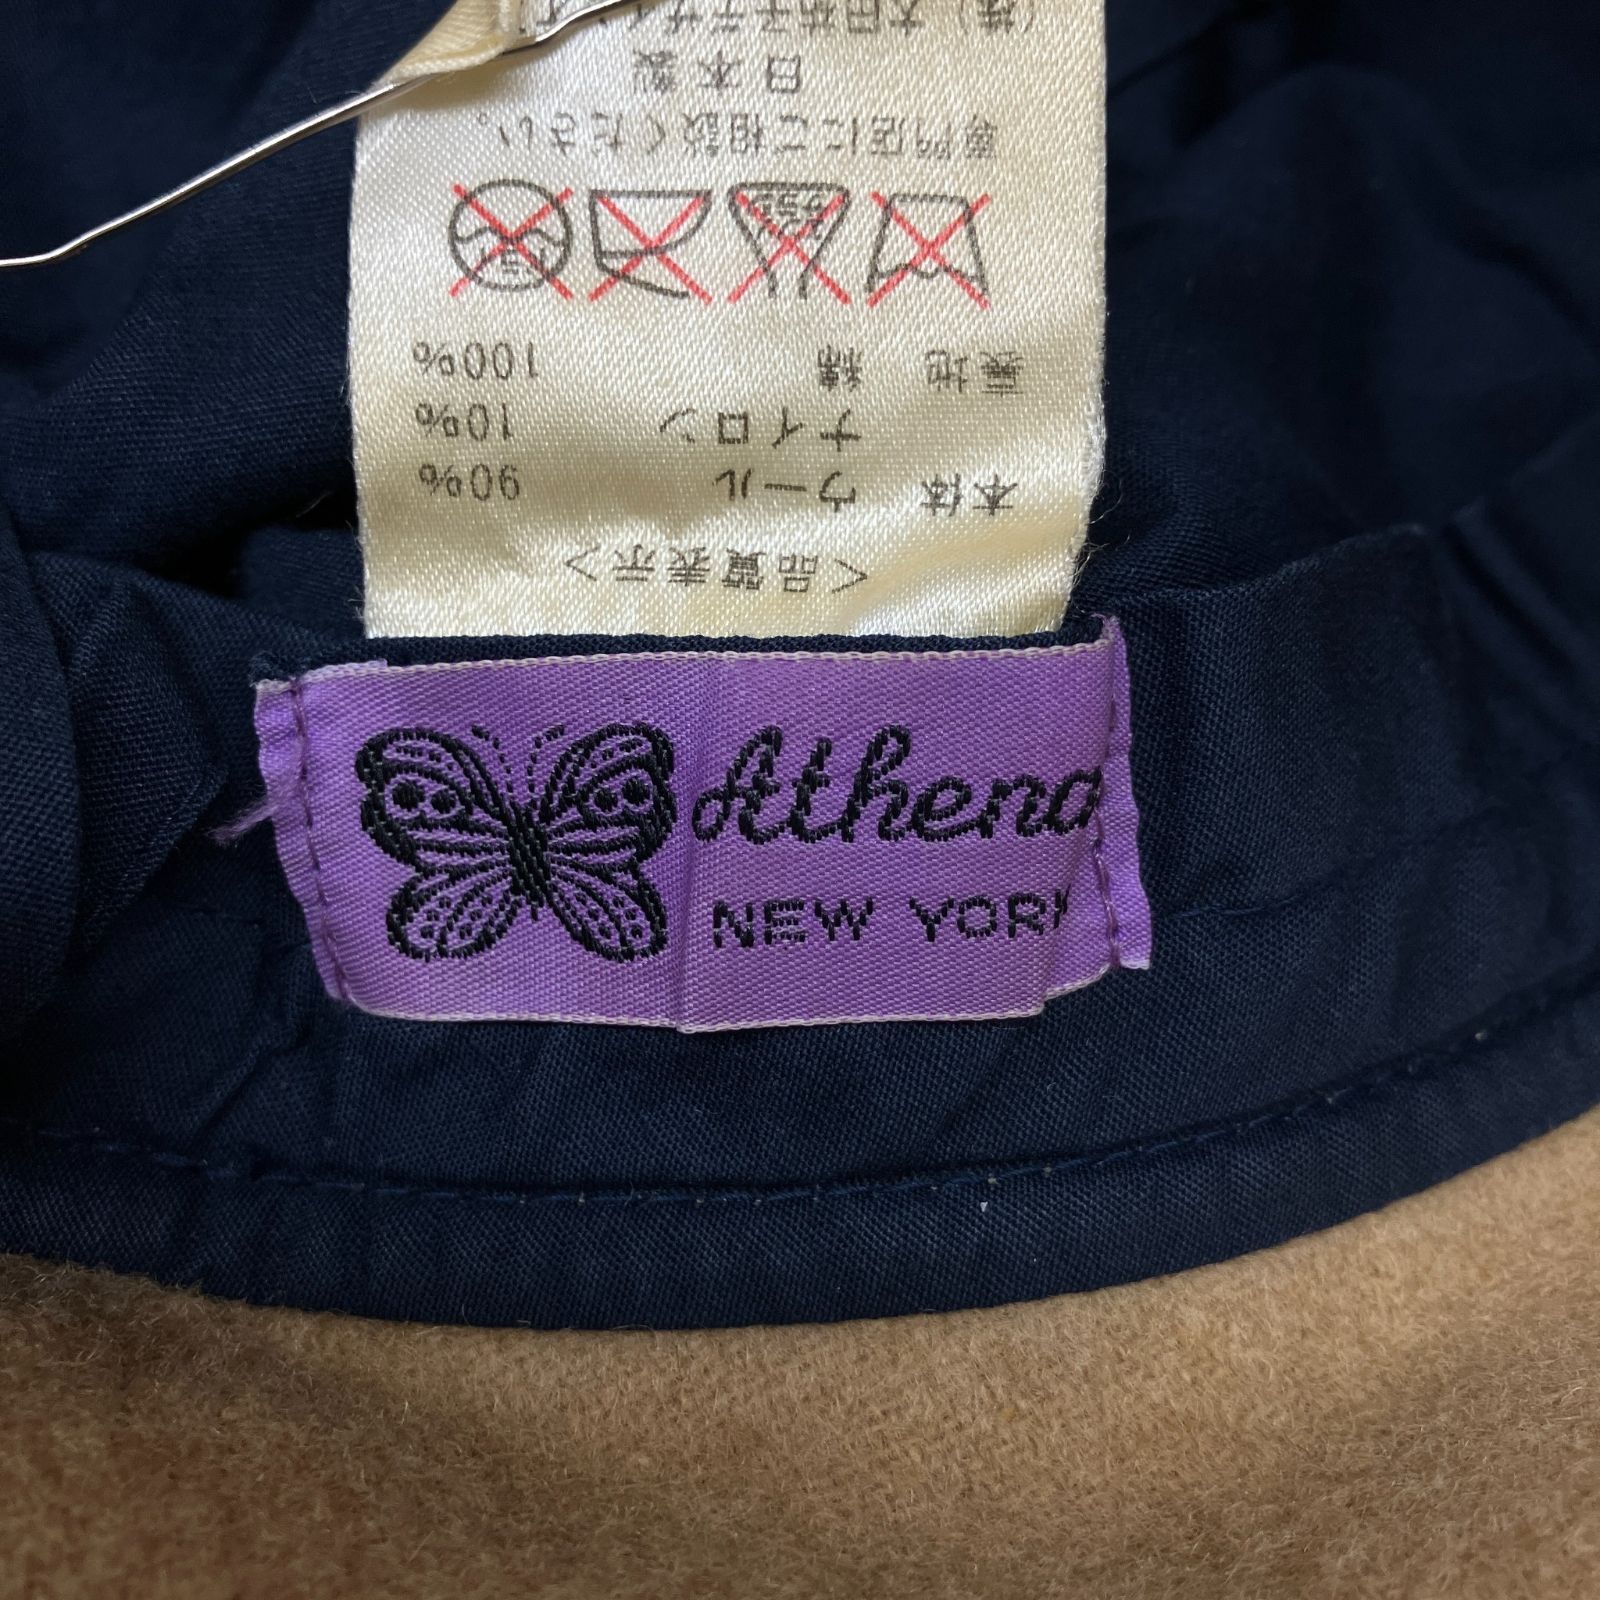 <品質表示>
本体 ウール 90%
ナイロン 10%
裏地 綿 100%
専門店にご相談ください。
日本製
Athena
NEW YORK